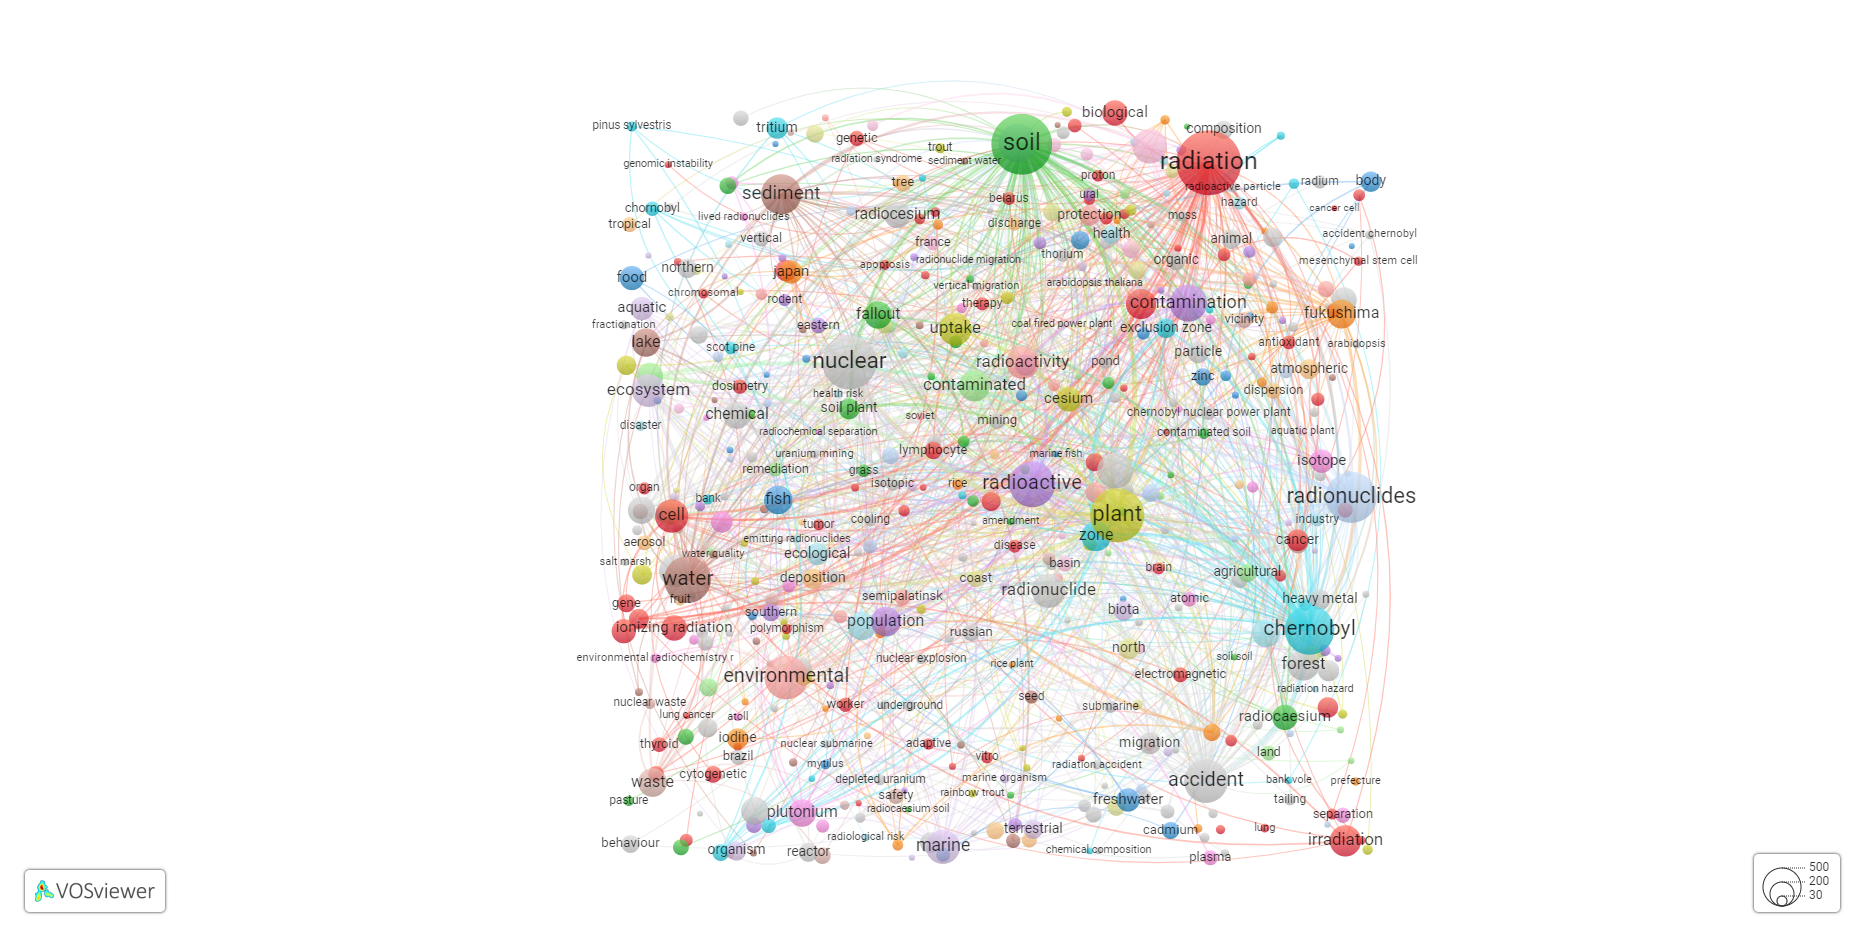 biological
pinus sylvestris
tritium
composition
genetic
soil
trout
radiation syndrome
sediment water
radiation
genomic instability
proton
tree
radioactive particle
radium
body
sediment
belarus
ural
hazard
chornobyl
lived radionuclides
radiocesium
protection
moss
cancer cell
tropical
discharge
health
accident chernobyl
vertical
france
animal
thorium
northern
japan
apoptosis
radionuclide migration
organic
mesenchymal stem cell
food
chromosomal
rodent
vertical migration
arabidopsis thaliana
aquatic
therapy
contamination
fukushima
fractionation
eastern
fallout
uptake
coal fired power plant
exclusion zone
vicinity
lake
scot pine
antioxidant
arabidopsis
nuclear
radioactivity
pond
particle
atmospheric
ecosystem
dosimetry
health risk
contaminated
cesium
zinc
dispersion
chemical
soil plant
soviet
mining
chernobyl nuclear power plant
disaster
radiochemical separation
contaminated soil
aquatic plant
uranium mining
lymphocyte
marine fish
remediation
grass
isotope
organ
isotopic
rice
radioactive
bank
fish
radionuclides
cell
tumor
cooling
amendment
plant
industry
aerosol
emitting radionuclides
zone
salt marsh
water quality
ecological
disease
cancer
water
deposition
coast
basin
brain
agricultural
fruit
semipalatinsk
radionuclide
atomic
heavy metal
gene
southern
population
biota
ionizing radiation
polymorphism
russian
chernobyl
environmental radiochemistry r
nuclear explosion
rice plant
north
soil soil
forest
environmental
electromagnetic
radiation hazard
nuclear waste
lung cancer
atoll
worker
underground
seed
submarine
radiocaesium
thyroid
iodine
nuclear submarine
adaptive
migration
land
brazil
vitro
radiation accident
waste
cytogenetic
mytilus
depleted uranium
marine organism
accident
bank vole
prefecture
pasture
safety
rainbow trout
freshwater
tailing
plutonium
radiocaesium soil
separation
behaviour
radiological risk
terrestrial
cadmium
lung
irradiation
organism
reactor
marine
chemical composition
plasma
VOSviewer
500
200
30